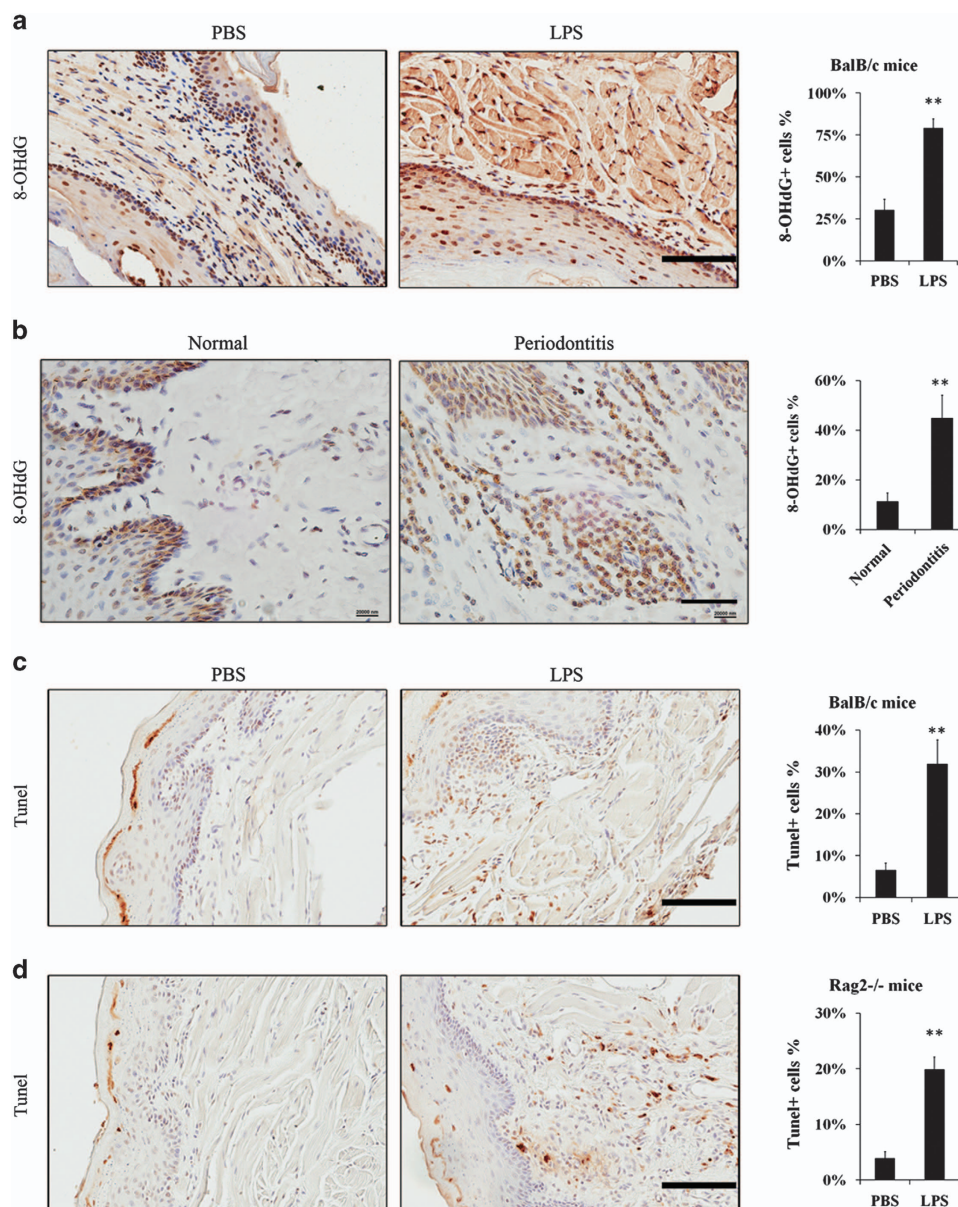 a
PBS
LPS
8-OHdG
BalB/c mice
8-OHdG+ cells %
100%
75%
50%
25%
0%
**
PBS
LPS
b
Normal
Periodontitis
8-OHdG
20000 nm
20000 nm
8-OHdG+ cells %
60%
40%
20%
0%
**
Normal
Periodontitis
c
PBS
LPS
Tunel
BalB/c mice
Tunel+ cells %
40%
30%
20%
10%
0%
**
PBS
LPS
d
Tunel
Rag2-/- mice
Tunel+ cells %
30%
20%
10%
0%
**
PBS
LPS